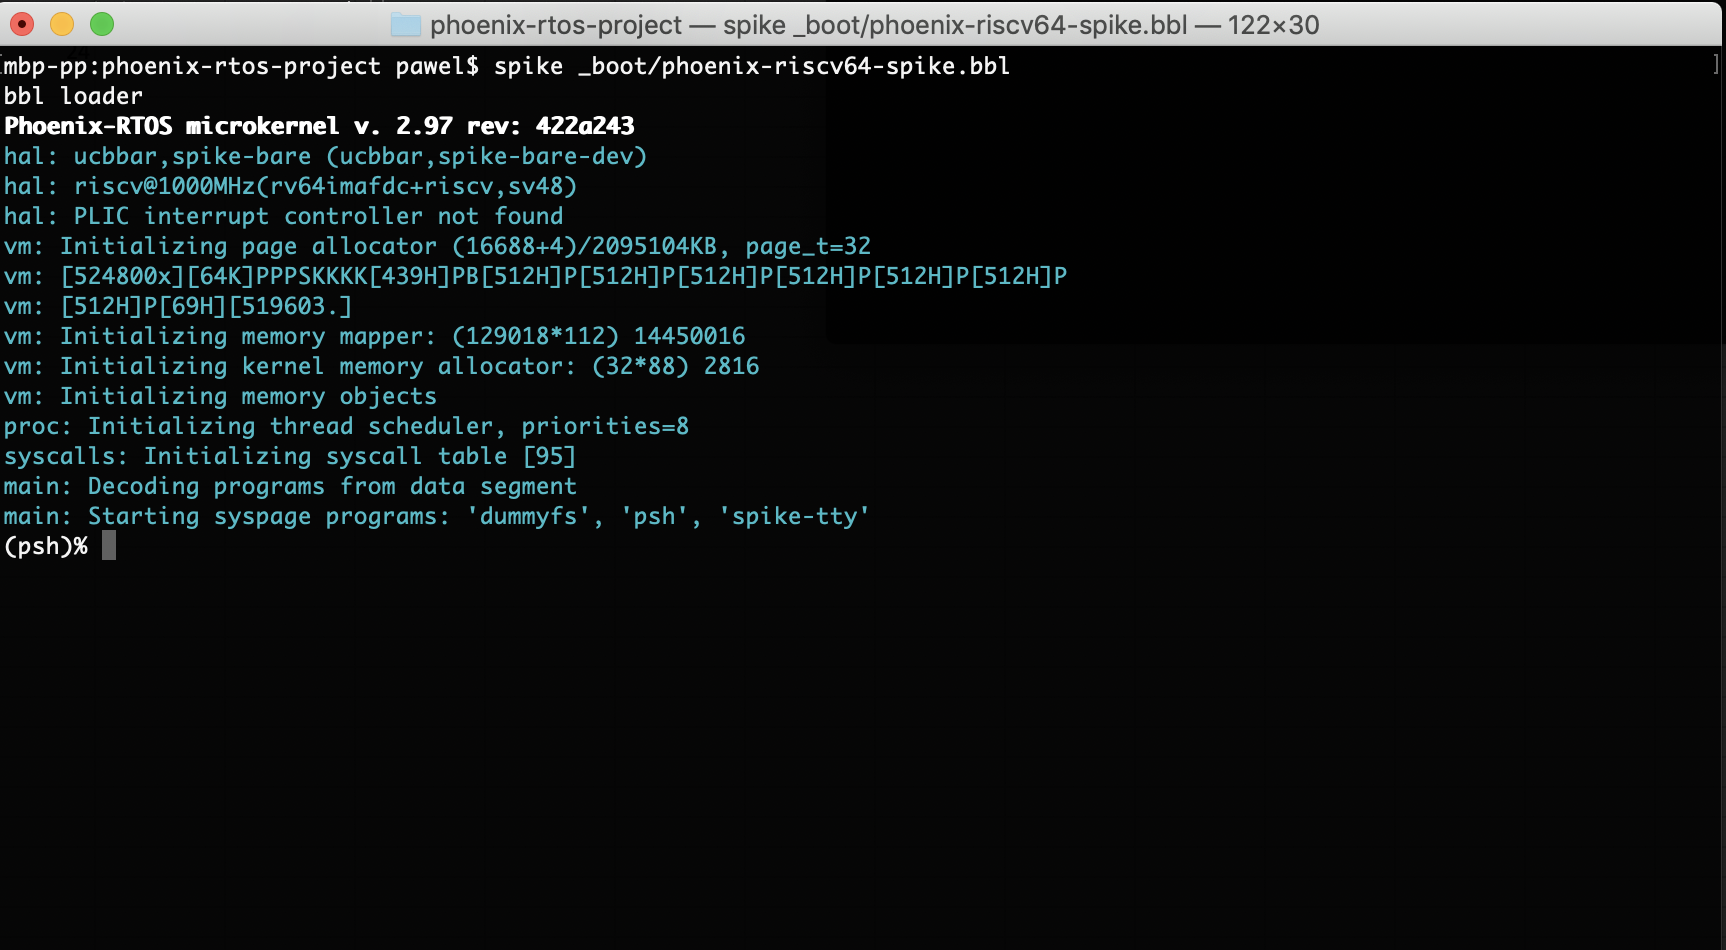 phoenix-rtos-project — spike _boot/phoenix-riscv64-spike.bbl — 122×30
[mbp-pp:phoenix-rtos-project pawel$ spike _boot/phoenix-riscv64-spike.bbl ]
bbl loader
Phoenix-RTOS microkernel v. 2.97 rev: 422a243
hal: ucbbar,spike-bare (ucbbar,spike-bare-dev)
hal: riscv@1000MHz(rv64imafdc+riscv,sv48)
hal: PLIC interrupt controller not found
vm: Initializing page allocator (16688+4)/2095104KB, page_t=32
vm: [524800x][64K]PPPSKKKK[439H]PB[512H]P[512H]P[512H]P[512H]P[512H]P[512H]P
vm: [512H]P[69H][519603.]
vm: Initializing memory mapper: (129018*112) 14450016
vm: Initializing kernel memory allocator: (32*88) 2816
vm: Initializing memory objects
proc: Initializing thread scheduler, priorities=8
syscalls: Initializing syscall table [95]
main: Decoding programs from data segment
main: Starting syspage programs: 'dummyfs', 'psh', 'spike-tty'
(psh)%